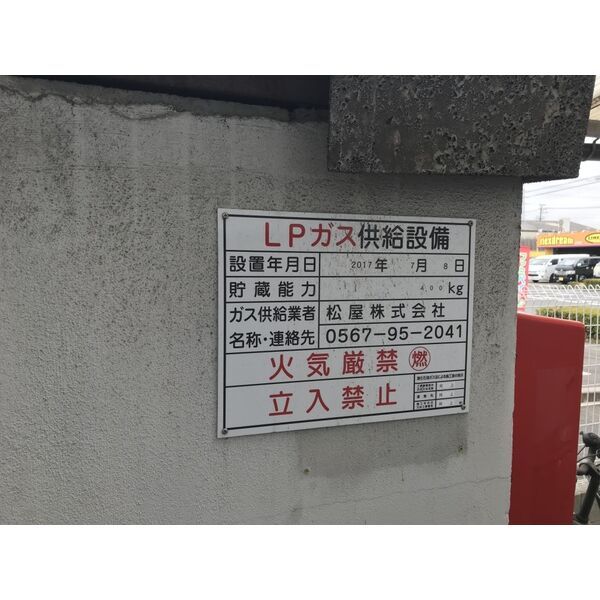 LPガス供給設備
設置年月日 2017年 7月 8日
貯蔵能力 400kg
ガス供給業者 松屋株式会社
名称・連絡先 0567-95-2041
火気厳禁 燃
立入禁止